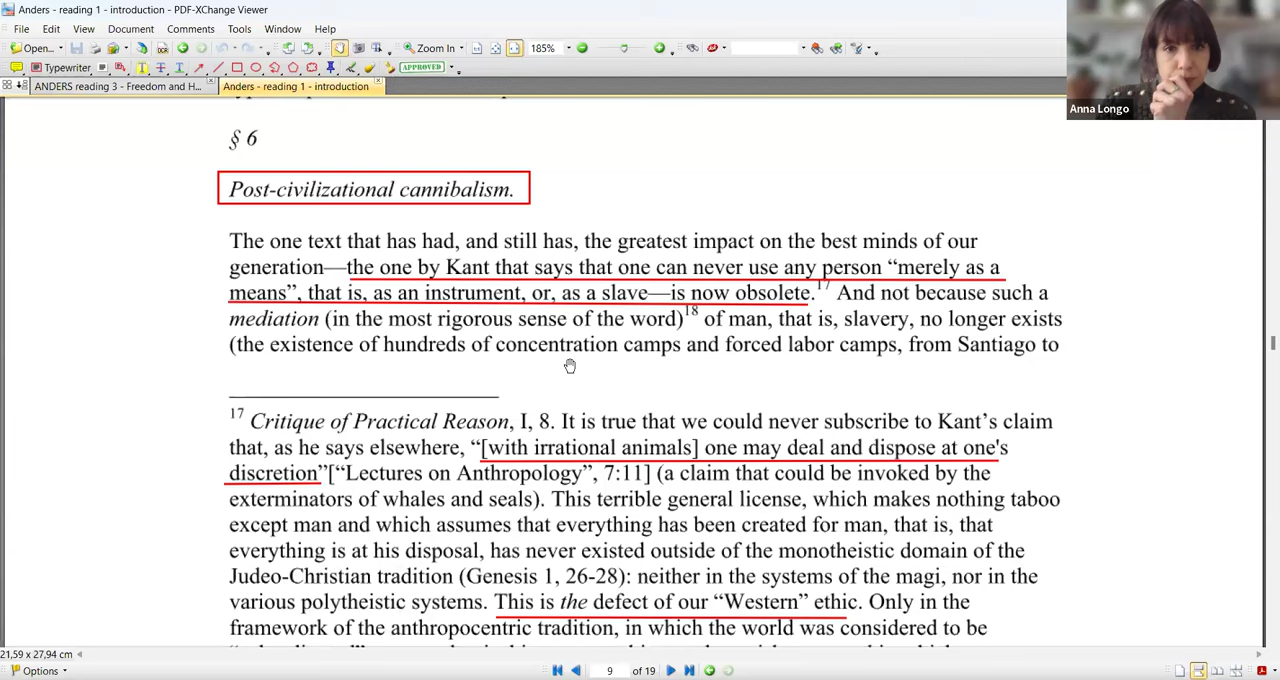 Anders - reading 1 - introduction - PDF-XChange Viewer
File Edit View Document Comments Tools Window Help
Open... Zoom In 185%
Typewriter APPROVED
ANDERS reading 3 - Freedom and H... Anders - reading 1 - introduction
Anna Longo
§ 6
Post-civilizational cannibalism.
The one text that has had, and still has, the greatest impact on the best minds of our
generation—the one by Kant that says that one can never use any person “merely as a
means”, that is, as an instrument, or, as a slave—is now obsolete.17 And not because such a
mediation (in the most rigorous sense of the word)18 of man, that is, slavery, no longer exists
(the existence of hundreds of concentration camps and forced labor camps, from Santiago to
17 Critique of Practical Reason, I, 8. It is true that we could never subscribe to Kant’s claim
that, as he says elsewhere, “[with irrational animals] one may deal and dispose at one's
discretion”[“Lectures on Anthropology”, 7:11] (a claim that could be invoked by the
exterminators of whales and seals). This terrible general license, which makes nothing taboo
except man and which assumes that everything has been created for man, that is, that
everything is at his disposal, has never existed outside of the monotheistic domain of the
Judeo-Christian tradition (Genesis 1, 26-28): neither in the systems of the magi, nor in the
various polytheistic systems. This is the defect of our “Western” ethic. Only in the
framework of the anthropocentric tradition, in which the world was considered to be
21,59 x 27,94 cm
Options 9 of 19